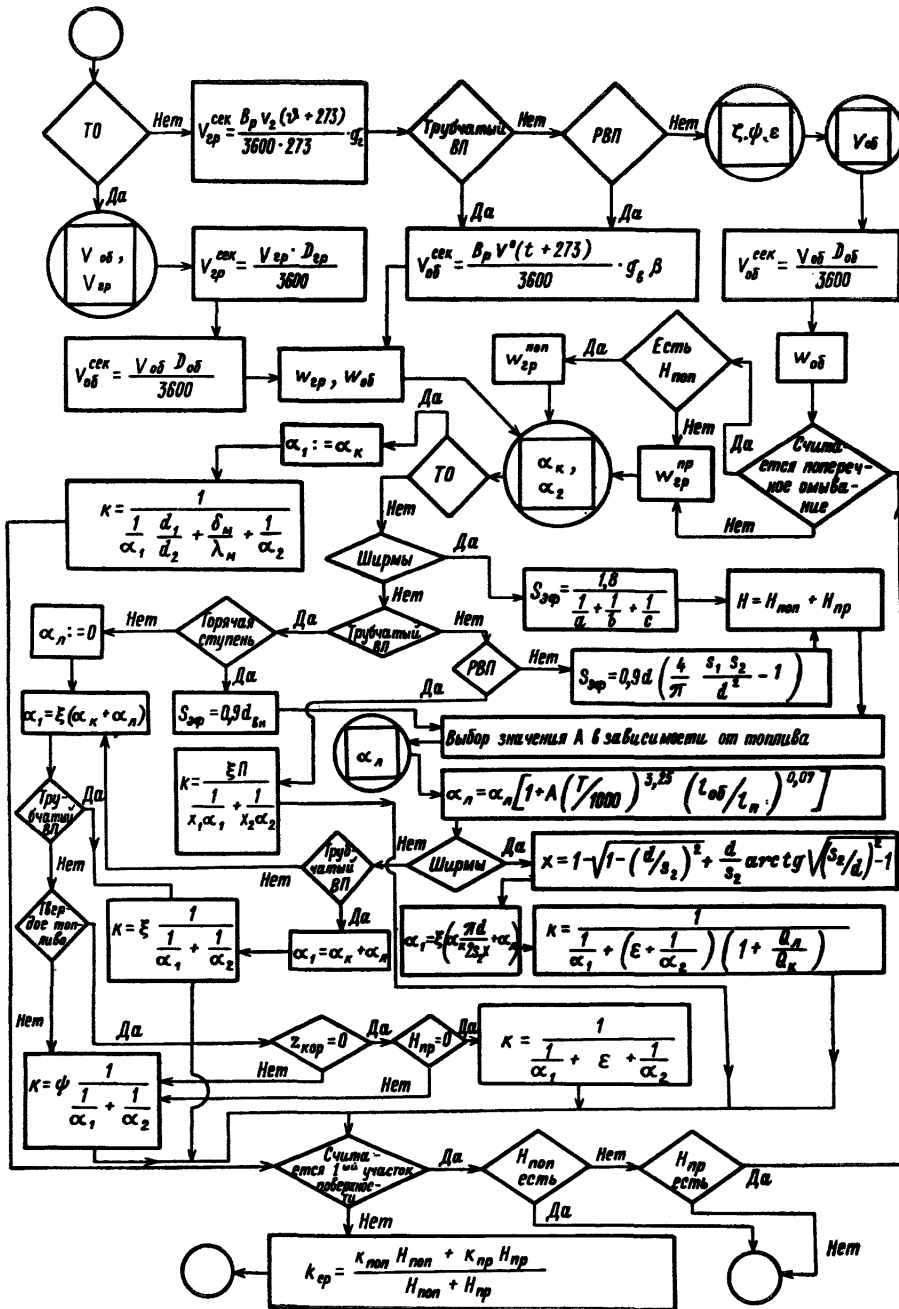 ТО
Нет
V_гр^сек = B_р v_г (ϑ + 273) / 3600 · 273 · g_г
Трубчатый ВП
Нет
РВП
Нет
ζ, ψ, ε
V_об
Да
Да
Да
V_об, V_гр
V_гр^сек = V_гр · D_гр / 3600
V_об^сек = B_р V° (t + 273) / 3600 · g_в β
V_об^сек = V_об D_об / 3600
V_об^сек = V_об D_об / 3600
w_гр, w_об
w_гр^поп
Да
Есть H_поп
w_об
Да
Нет
Да
α_1 := α_к
ТО
α_к, α_2
w_гр^пр
Считается поперечное омывание
Нет
κ = 1 / (1/α_1 · d_1/d_2 + δ_м/λ_м + 1/α_2)
Нет
Ширмы
Да
S_эф = 1,8 / (1/a + 1/b + 1/c)
H = H_поп + H_пр
Нет
α_л := 0
Нет
Горячая ступень
Да
Трубчатый ВП
Нет
РВП
Нет
S_эф = 0,9d (4/π · s_1 s_2 / d^2 − 1)
Да
Да
α_1 = ξ(α_к + α_л)
S_эф = 0,9 d_вн
α_л
Выбор значения А в зависимости от топлива
κ = ξ П / (1/x_1α_1 + 1/x_2α_2)
α_л = α_л [1 + A (T/1000)^3,25 (l_об/l_п)^0,07]
Трубчатый ВП
Да
Нет
Трубчатый ВП
Нет
Нет
Ширмы
Да
x = 1 − √(1 − (d/s_2)^2) + d/s_2 arctg √((s_2/d)^2 − 1)
Твердое топливо
κ = ξ 1 / (1/α_1 + 1/α_2)
Да
α_1 = α_к + α_л
α_1 = ξ(α_к πd/2s_2x + α_л)
κ = 1 / (1/α_1 + (ε + 1/α_2)(1 + Q_л/Q_к))
Нет
Да
z_кор = 0
Да
H_пр = 0
Да
κ = 1 / (1/α_1 + ε + 1/α_2)
Нет
Нет
κ = ψ 1 / (1/α_1 + 1/α_2)
Считается 1ый участок поверхности
Да
H_поп есть
Нет
H_пр есть
Да
Нет
Да
Нет
k_ср = κ_поп H_поп + κ_пр H_пр / H_поп + H_пр